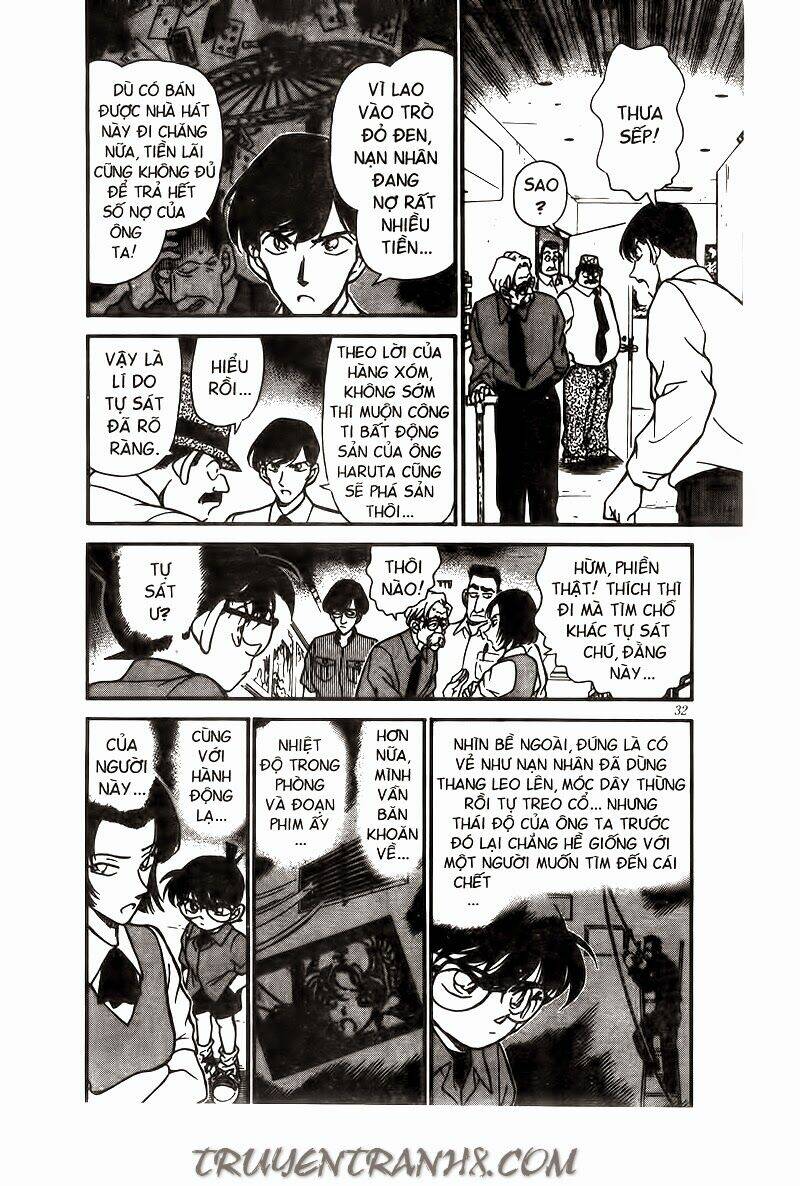 THƯA
SẾP!
SAO
?
VÌ LAO
VÀO TRÒ
ĐỎ ĐEN,
NẠN NHÂN
ĐANG
NỢ RẤT
NHIỀU
TIỀN...
DÙ CÓ BÁN
ĐƯỢC NHÀ HÁT
NÀY ĐI CHĂNG
NỮA, TIỀN LÃI
CŨNG KHÔNG ĐỦ
ĐỂ TRẢ HẾT
SỐ NỢ CỦA
ÔNG
TA!
THEO LỜI CỦA
HÀNG XÓM,
KHÔNG SỚM
THÌ MUỘN CÔNG
TI BẤT ĐỘNG
SẢN CỦA ÔNG
HARUTA CŨNG
SẼ PHÁ SẢN
THÔI...
HIỂU
RỒI...
VẬY LÀ
LÍ DO
TỰ SÁT
ĐÃ RÕ
RÀNG.
HỪM, PHIỀN
THẬT! THÍCH THÌ
ĐI MÀ TÌM CHỔ
KHÁC TỰ SÁT
CHỨ, ĐẰNG
NÀY...
THÔI
NÀO!
TỰ
SÁT
Ư?
32
NHÌN BỀ NGOÀI, ĐÚNG LÀ CÓ
VẺ NHƯ NẠN NHÂN ĐÃ DÙNG
THANG LEO LÊN, MÓC DÂY THỪNG
RỒI TỰ TREO CỔ... NHƯNG
THÁI ĐỘ CỦA ÔNG TA TRƯỚC
ĐÓ LẠI CHẲNG HỀ GIỐNG VỚI
MỘT NGƯỜI MUỐN TÌM ĐẾN CÁI
CHẾT
...
HƠN
NỮA,
MÌNH
VẪN
BĂN
KHOĂN
VỀ...
NHIỆT
ĐỘ TRONG
PHÒNG
VÀ ĐOẠN
PHIM ẤY
...
CÙNG
VỚI
HÀNH
ĐỘNG
LẠ...
CỦA
NGƯỜI
NÀY...
TRUYENTRANH8.COM